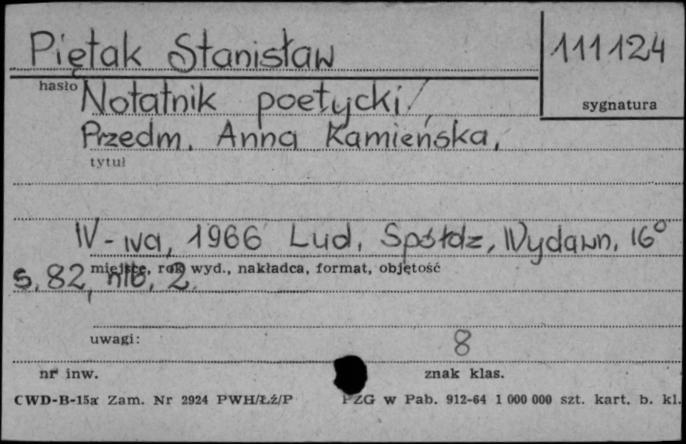 Piętak Stanisław
111124
hasło
sygnatura
Notatnik poetycki/
Przedm. Anna Kamieńska,
tytuł
W-wa, 1966 Lud. Spółdz. Wydawn. 16°
miejsce, rok wyd., nakładca, format, objętość
s. 82, nlb. 2.
uwagi:
8
nr inw.
znak klas.
CWD-B-15a Zam. Nr 2924 PWH/Łź/P
PZG w Pab. 912-64 1 000 000 szt. kart. b. kl.